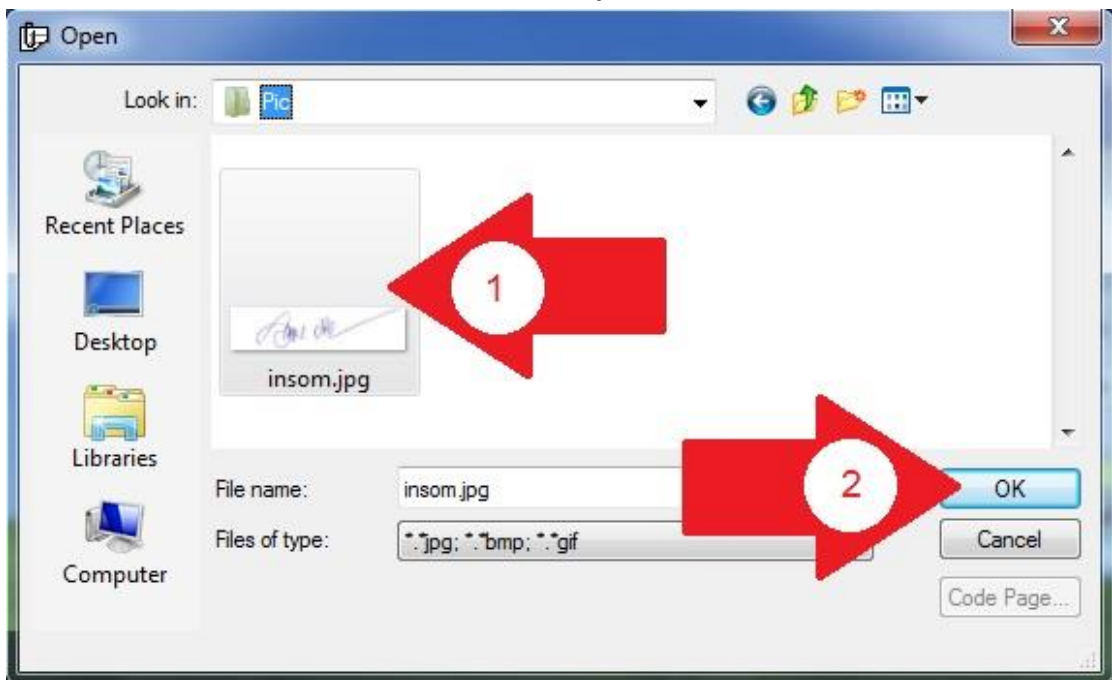 Open
Look in: Pic
Recent Places
Desktop
Libraries
Computer
1
insom.jpg
2
File name: insom.jpg OK
Files of type: *.*jpg; *.*bmp; *.*gif Cancel
Code Page...